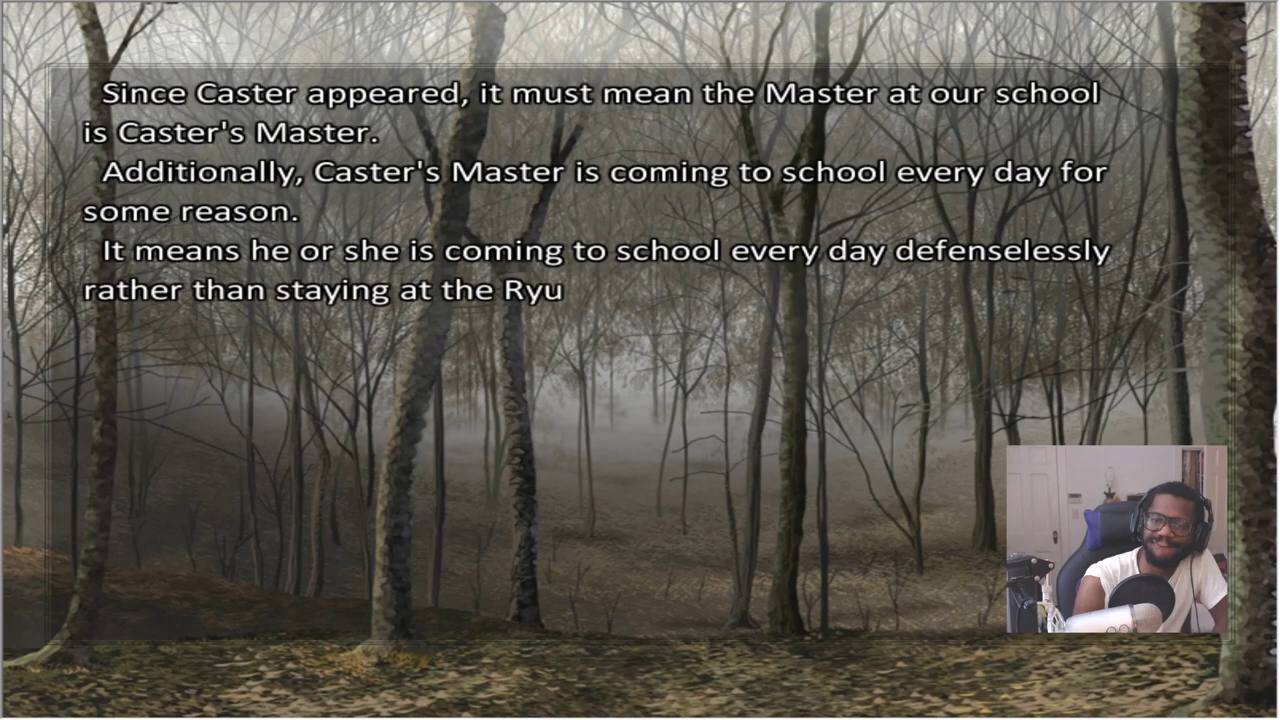 Since Caster appeared, it must mean the Master at our school
is Caster's Master.
Additionally, Caster's Master is coming to school every day for
some reason.
It means he or she is coming to school every day defenselessly
rather than staying at the Ryu